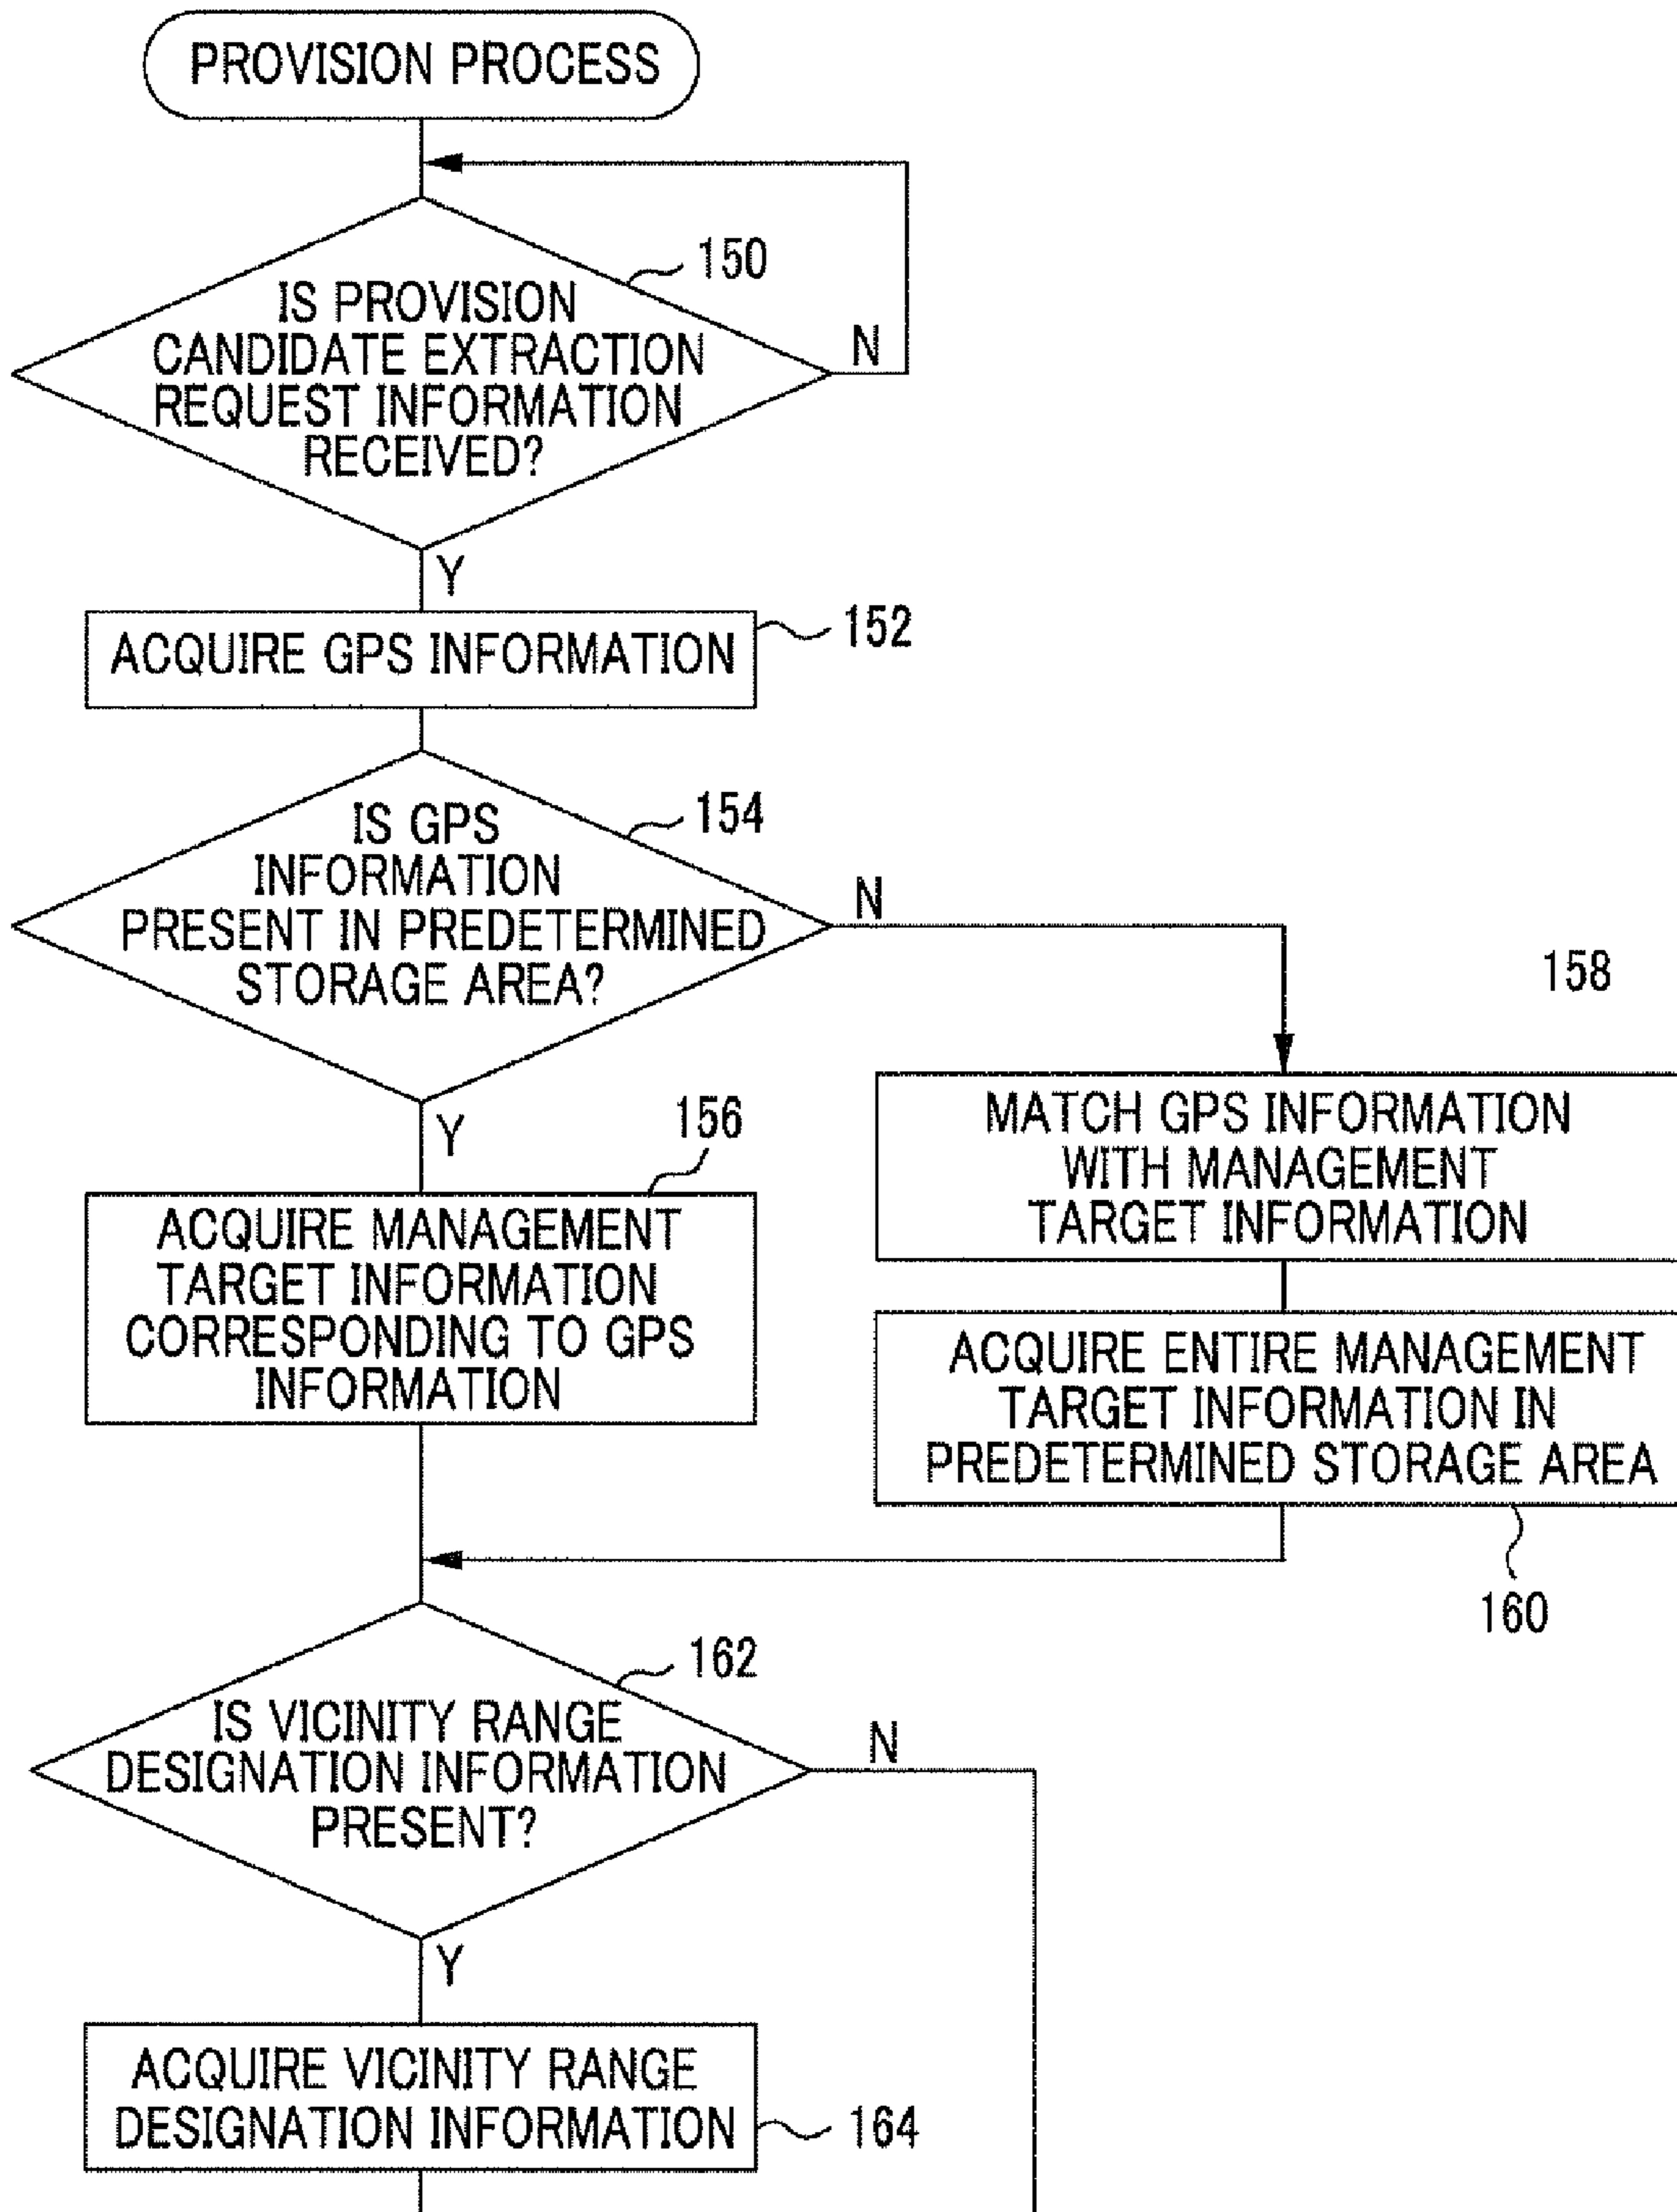 PROVISION PROCESS
150
IS PROVISION
CANDIDATE EXTRACTION
REQUEST INFORMATION
RECEIVED?
N
Y
ACQUIRE GPS INFORMATION
152
154
IS GPS
INFORMATION
PRESENT IN PREDETERMINED
STORAGE AREA?
N
Y
156
158
ACQUIRE MANAGEMENT
TARGET INFORMATION
CORRESPONDING TO GPS
INFORMATION
MATCH GPS INFORMATION
WITH MANAGEMENT
TARGET INFORMATION
ACQUIRE ENTIRE MANAGEMENT
TARGET INFORMATION IN
PREDETERMINED STORAGE AREA
160
162
IS VICINITY RANGE
DESIGNATION INFORMATION
PRESENT?
N
Y
ACQUIRE VICINITY RANGE
DESIGNATION INFORMATION
164